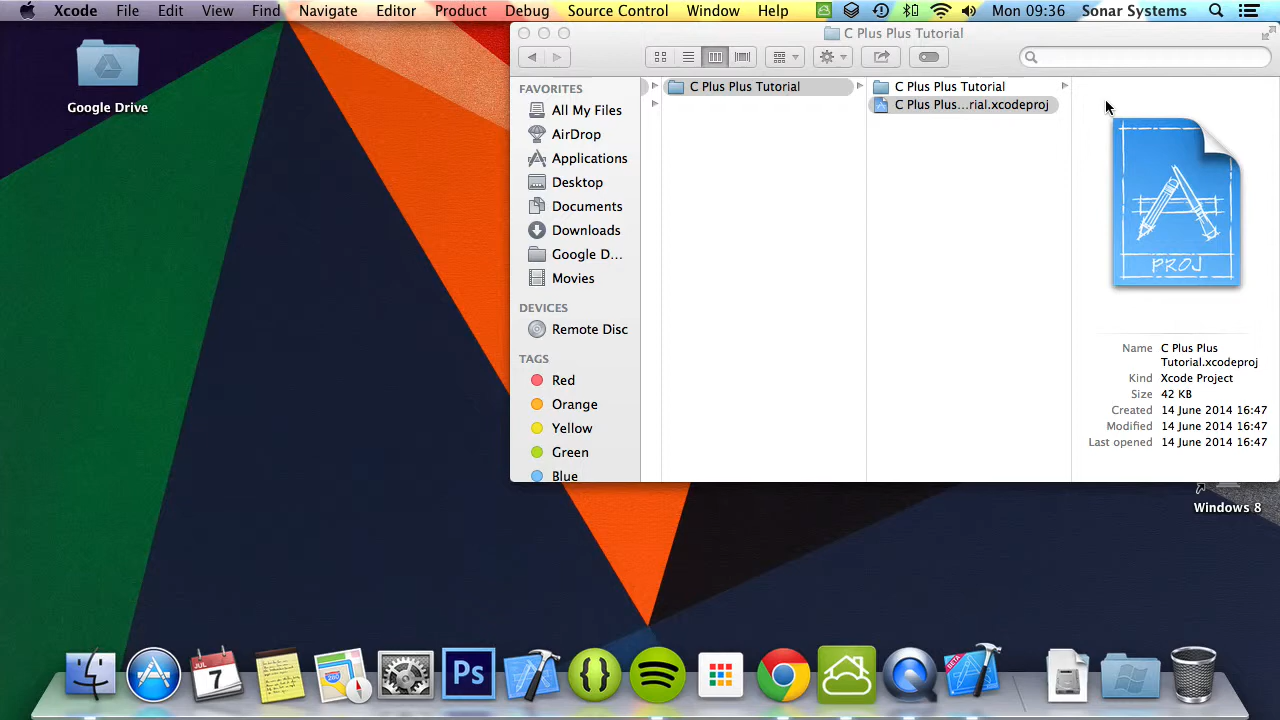 Xcode File Edit View Find Navigate Editor Product Debug Source Control Window Help Mon 09:36 Sonar Systems
Google Drive
C Plus Plus Tutorial
FAVORITES
All My Files
AirDrop
Applications
Desktop
Documents
Downloads
Google D...
Movies
DEVICES
Remote Disc
TAGS
Red
Orange
Yellow
Green
Blue
C Plus Plus Tutorial
C Plus Plus Tutorial
C Plus Plus...rial.xcodeproj
PROJ
Name C Plus Plus
Tutorial.xcodeproj
Kind Xcode Project
Size 42 KB
Created 14 June 2014 16:47
Modified 14 June 2014 16:47
Last opened 14 June 2014 16:47
Windows 8
JUL
7
280
Ps
BETA